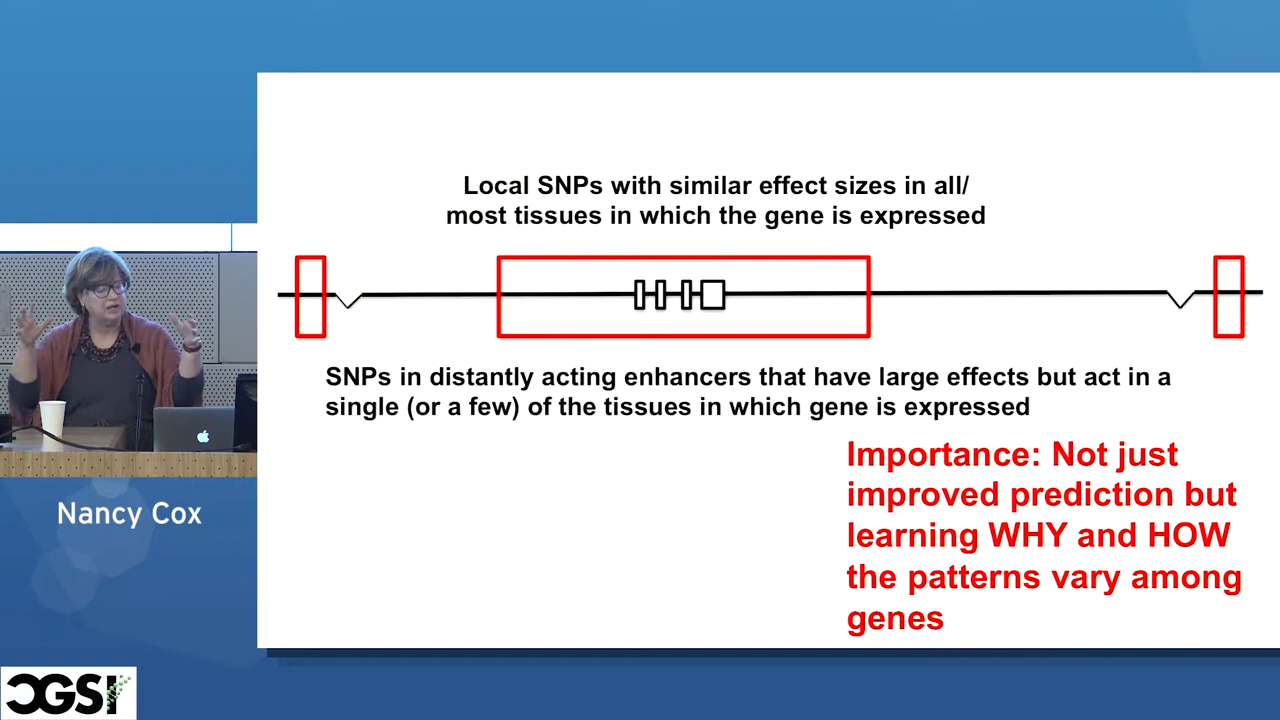 Local SNPs with similar effect sizes in all/
most tissues in which the gene is expressed
SNPs in distantly acting enhancers that have large effects but act in a
single (or a few) of the tissues in which gene is expressed
Importance: Not just
improved prediction but
learning WHY and HOW
the patterns vary among
genes
Nancy Cox
CGSI